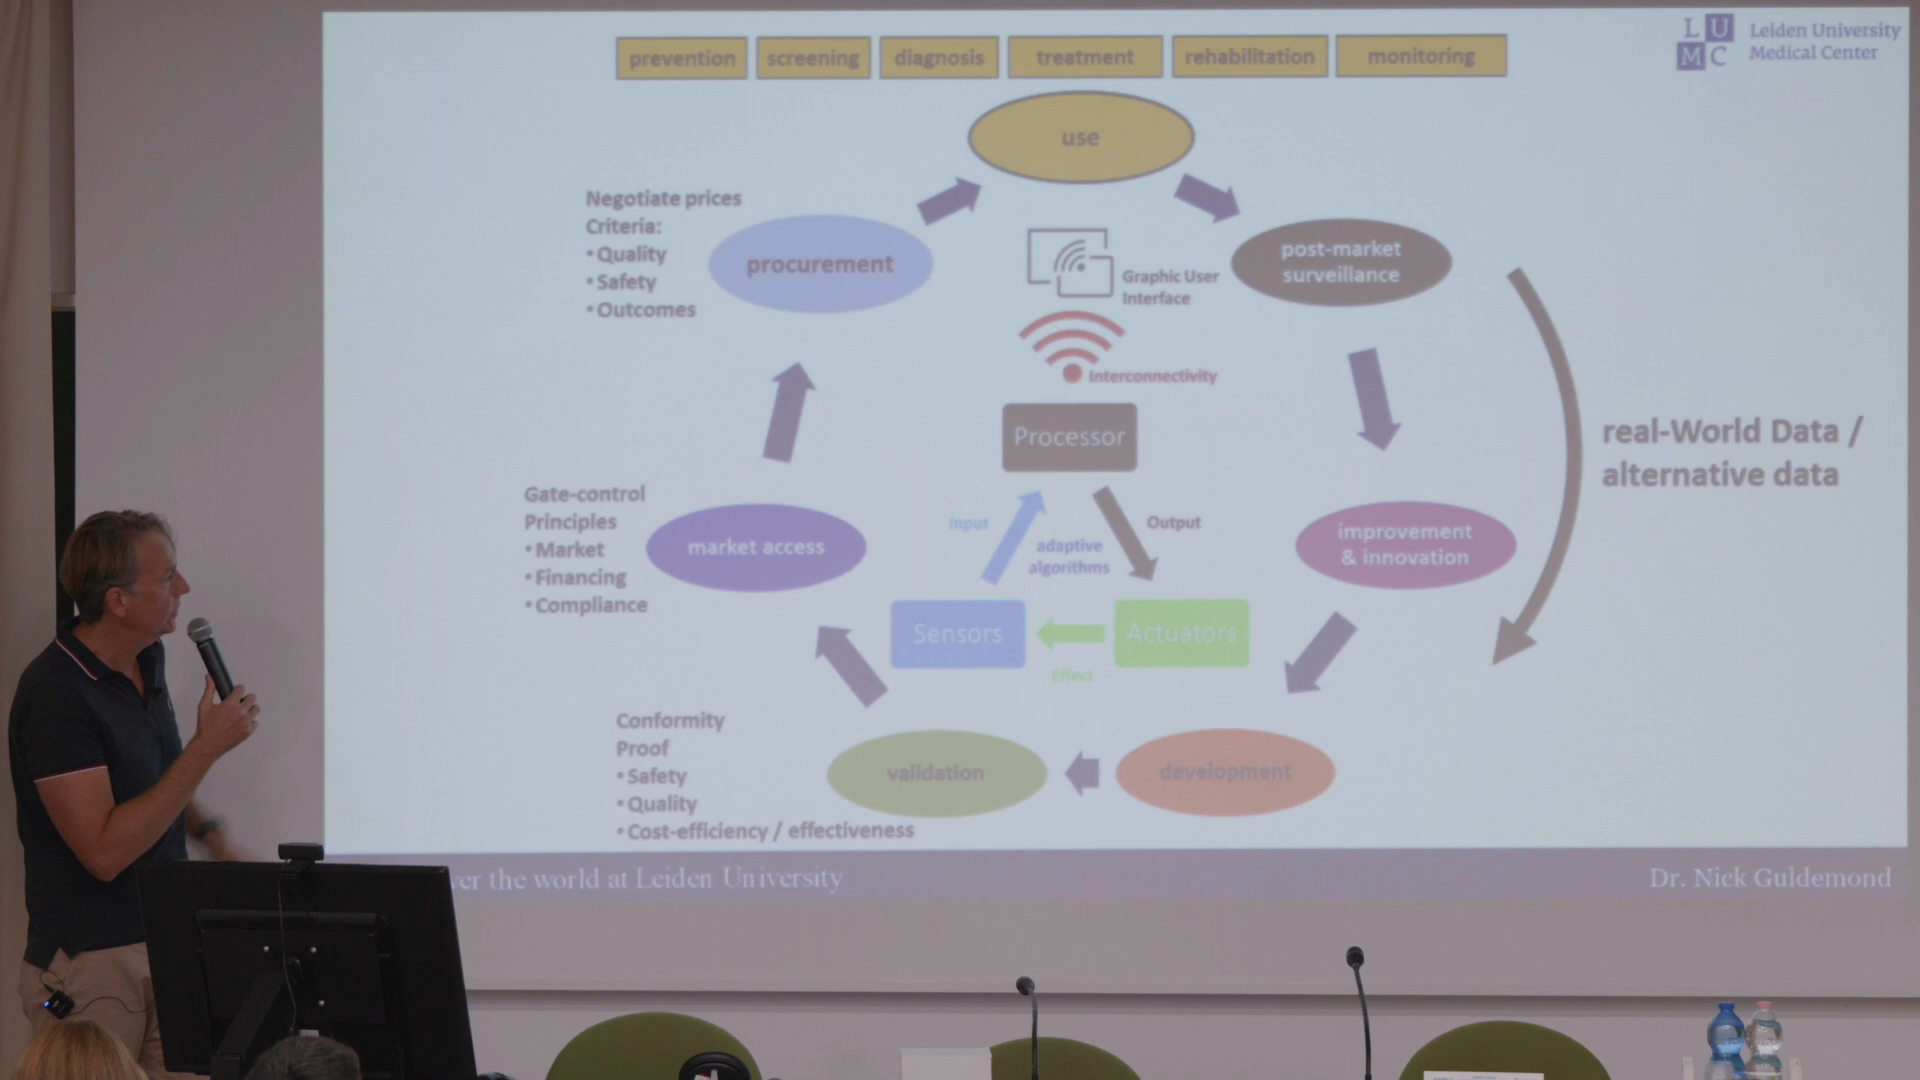 prevention
screening
diagnosis
treatment
rehabilitation
monitoring
L U
M C
Leiden University
Medical Center
use
Negotiate prices
Criteria:
• Quality
• Safety
• Outcomes
procurement
post-market
surveillance
Graphic User
Interface
Interconnectivity
Processor
real-World Data /
alternative data
Gate-control
Principles
• Market
• Financing
• Compliance
market access
Input
Output
adaptive
algorithms
improvement
& innovation
Sensors
Actuators
Effect
Conformity
Proof
• Safety
• Quality
• Cost-efficiency / effectiveness
validation
development
the world at Leiden University
Dr. Nick Guldemond